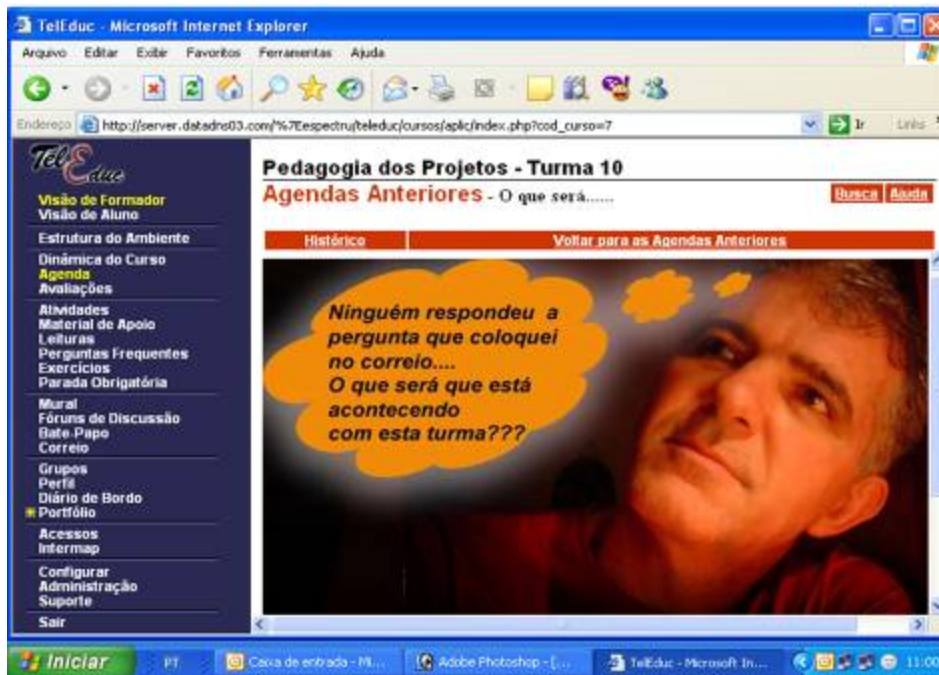 TelEduc - Microsoft Internet Explorer
Arquivo Editar Exibir Favoritos Ferramentas Ajuda
Endereço http://server.datadns03.com/%7Eespectru/teleduc/cursos/aplic/index.php?cod_curso=7 Ir Links
TelEduc
Visão de Formador
Visão de Aluno
Estrutura do Ambiente
Dinâmica do Curso
Agenda
Avaliações
Atividades
Material de Apoio
Leituras
Perguntas Frequentes
Exercícios
Parada Obrigatória
Mural
Fóruns de Discussão
Bate-Papo
Correio
Grupos
Perfil
Diário de Bordo
Portfólio
Acessos
Intermap
Configurar
Administração
Suporte
Sair
Pedagogia dos Projetos - Turma 10
Agendas Anteriores - O que será......
Busca Ajuda
Histórico Voltar para as Agendas Anteriores
Ninguém respondeu a
pergunta que coloquei
no correio....
O que será que está
acontecendo
com esta turma???
Iniciar PT Caixa de entrada - Mi... Adobe Photoshop - [... TelEduc - Microsoft In... 11:00